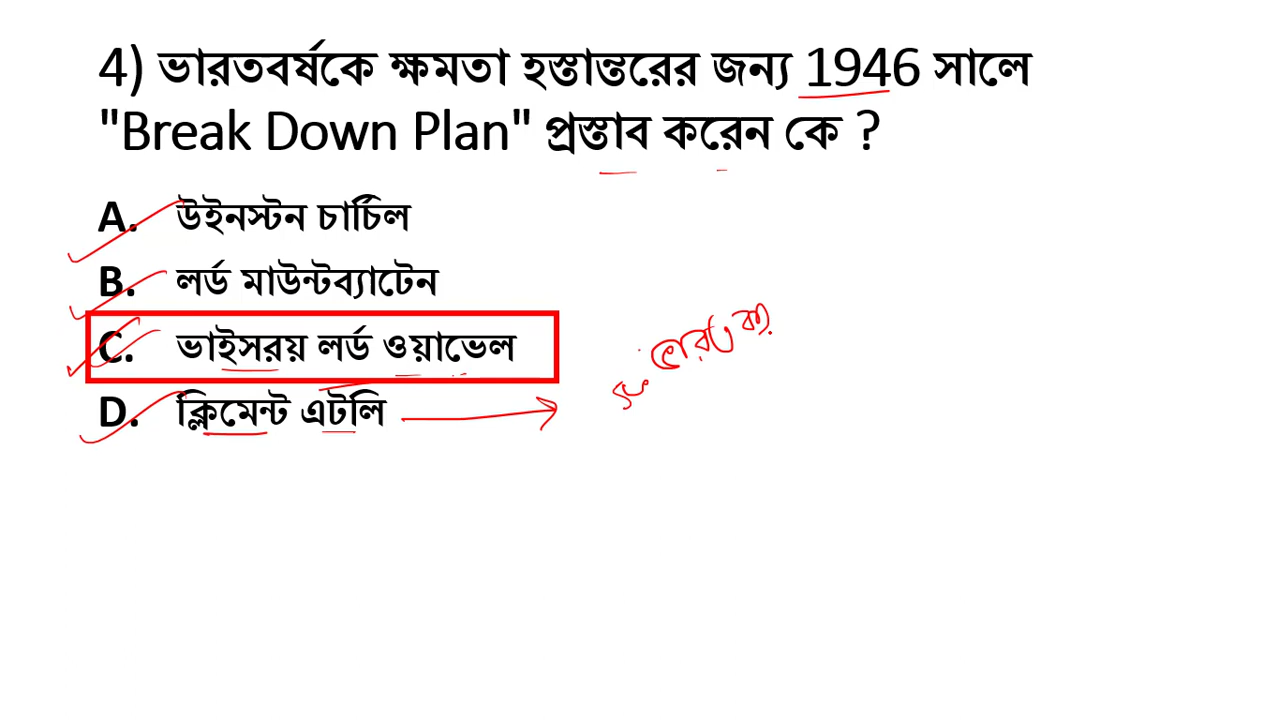 4) ভারতবর্ষকে ক্ষমতা হস্তান্তরের জন্য 1946 সালে
"Break Down Plan" প্রস্তাব করেন কে ?
A. উইনস্টন চার্চিল
B. লর্ড মাউন্টব্যাটেন
C. ভাইসরয় লর্ড ওয়াভেল
D. ক্লিমেন্ট এটলি